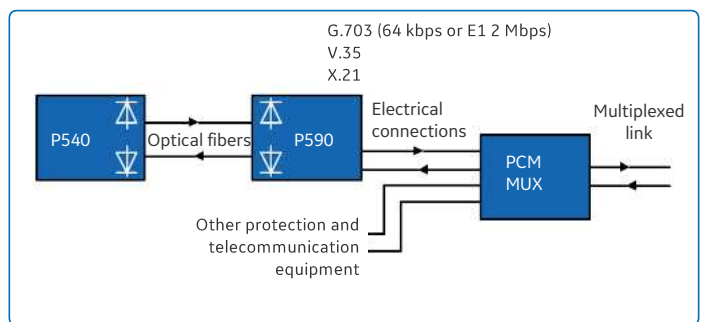 G.703 (64 kbps or E1 2 Mbps)
V.35
X.21
P540
Optical fibers
P590
Electrical
connections
PCM
MUX
Multiplexed
link
Other protection and
telecommunication
equipment